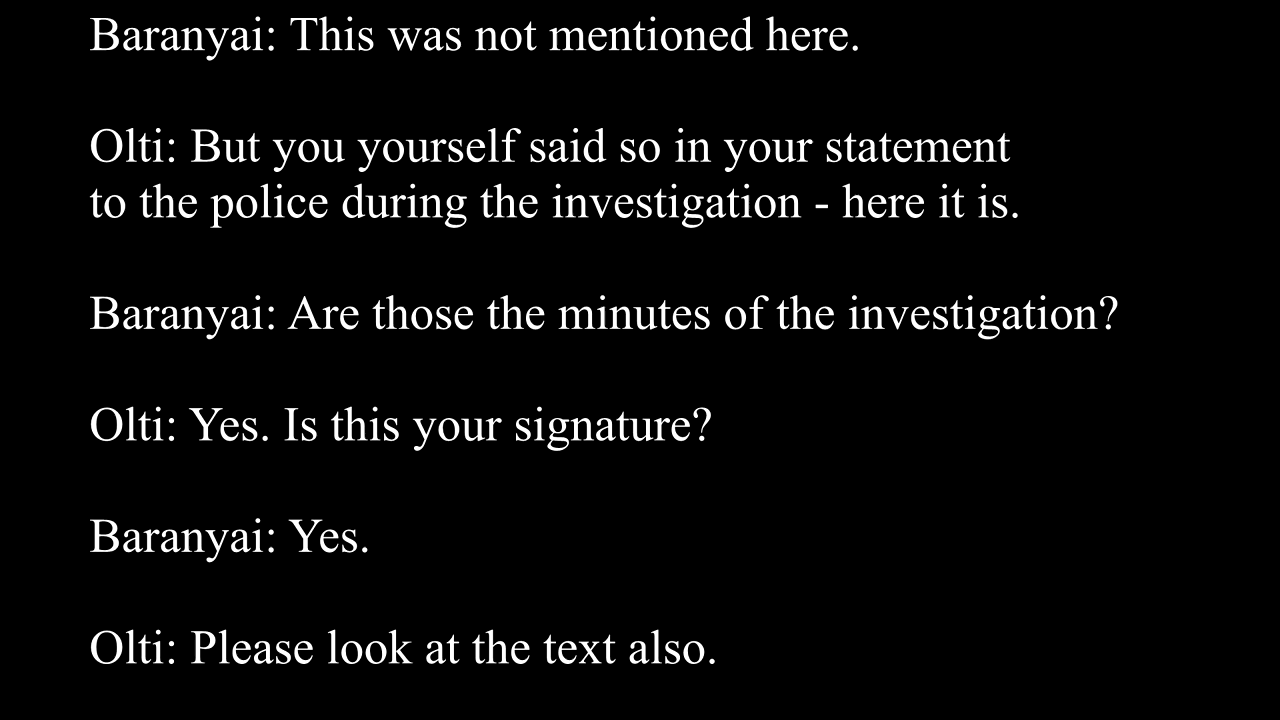 Baranyai: This was not mentioned here.
Olti: But you yourself said so in your statement
to the police during the investigation - here it is.
Baranyai: Are those the minutes of the investigation?
Olti: Yes. Is this your signature?
Baranyai: Yes.
Olti: Please look at the text also.